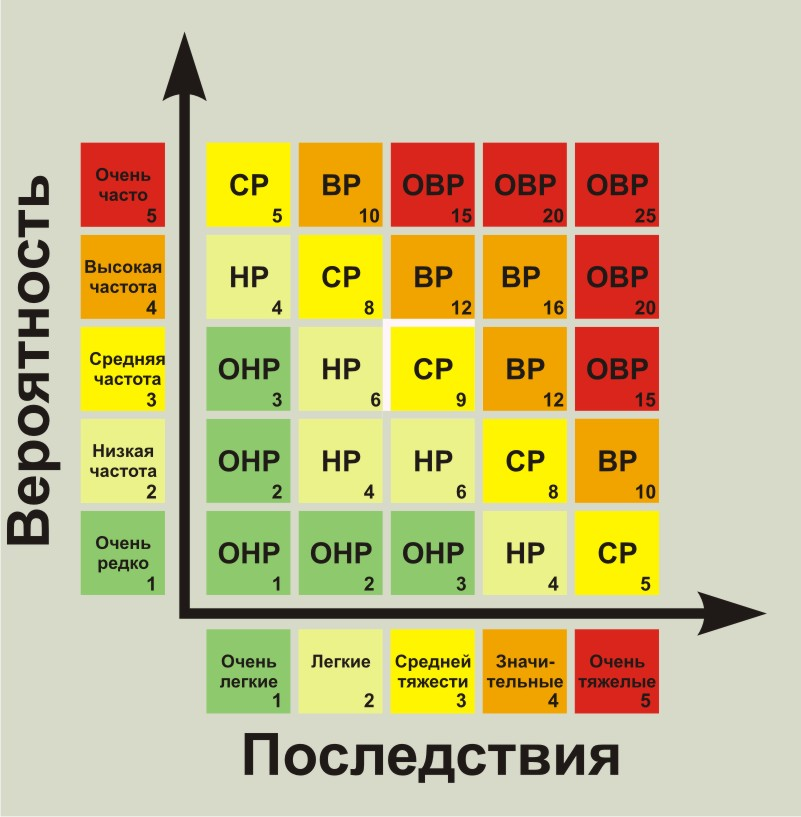 Вероятность
Очень
часто
5
СР
5
ВР
10
ОВР
15
ОВР
20
ОВР
25
Высокая
частота
4
НР
4
СР
8
ВР
12
ВР
16
ОВР
20
Средняя
частота
3
ОНР
3
НР
6
СР
9
ВР
12
ОВР
15
Низкая
частота
2
ОНР
2
НР
4
НР
6
СР
8
ВР
10
Очень
редко
1
ОНР
1
ОНР
2
ОНР
3
НР
4
СР
5
Очень
легкие
1
Легкие
2
Средней
тяжести
3
Значи-
тельные
4
Очень
тяжелые
5
Последствия